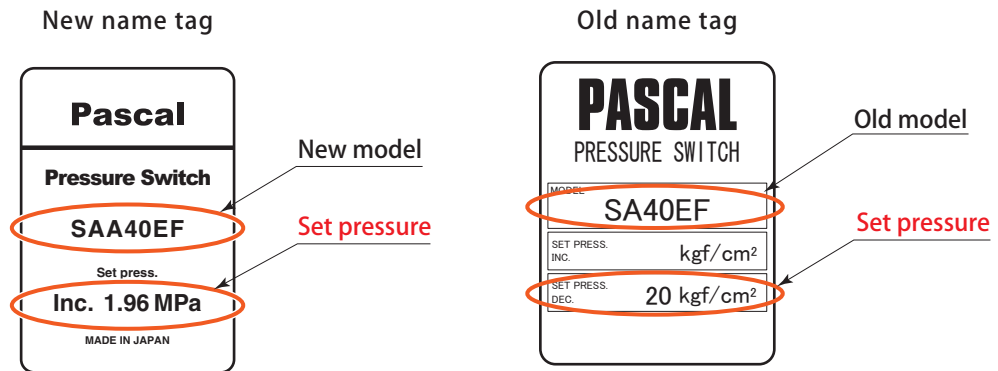 New name tag
Pascal
Pressure Switch
SAA40EF
Set press.
Inc. 1.96 MPa
MADE IN JAPAN
New model
Set pressure
Old name tag
PASCAL
PRESSURE SWITCH
MODEL
SA40EF
SET PRESS.
INC.
kgf/cm²
SET PRESS.
DEC.
20 kgf/cm²
Old model
Set pressure